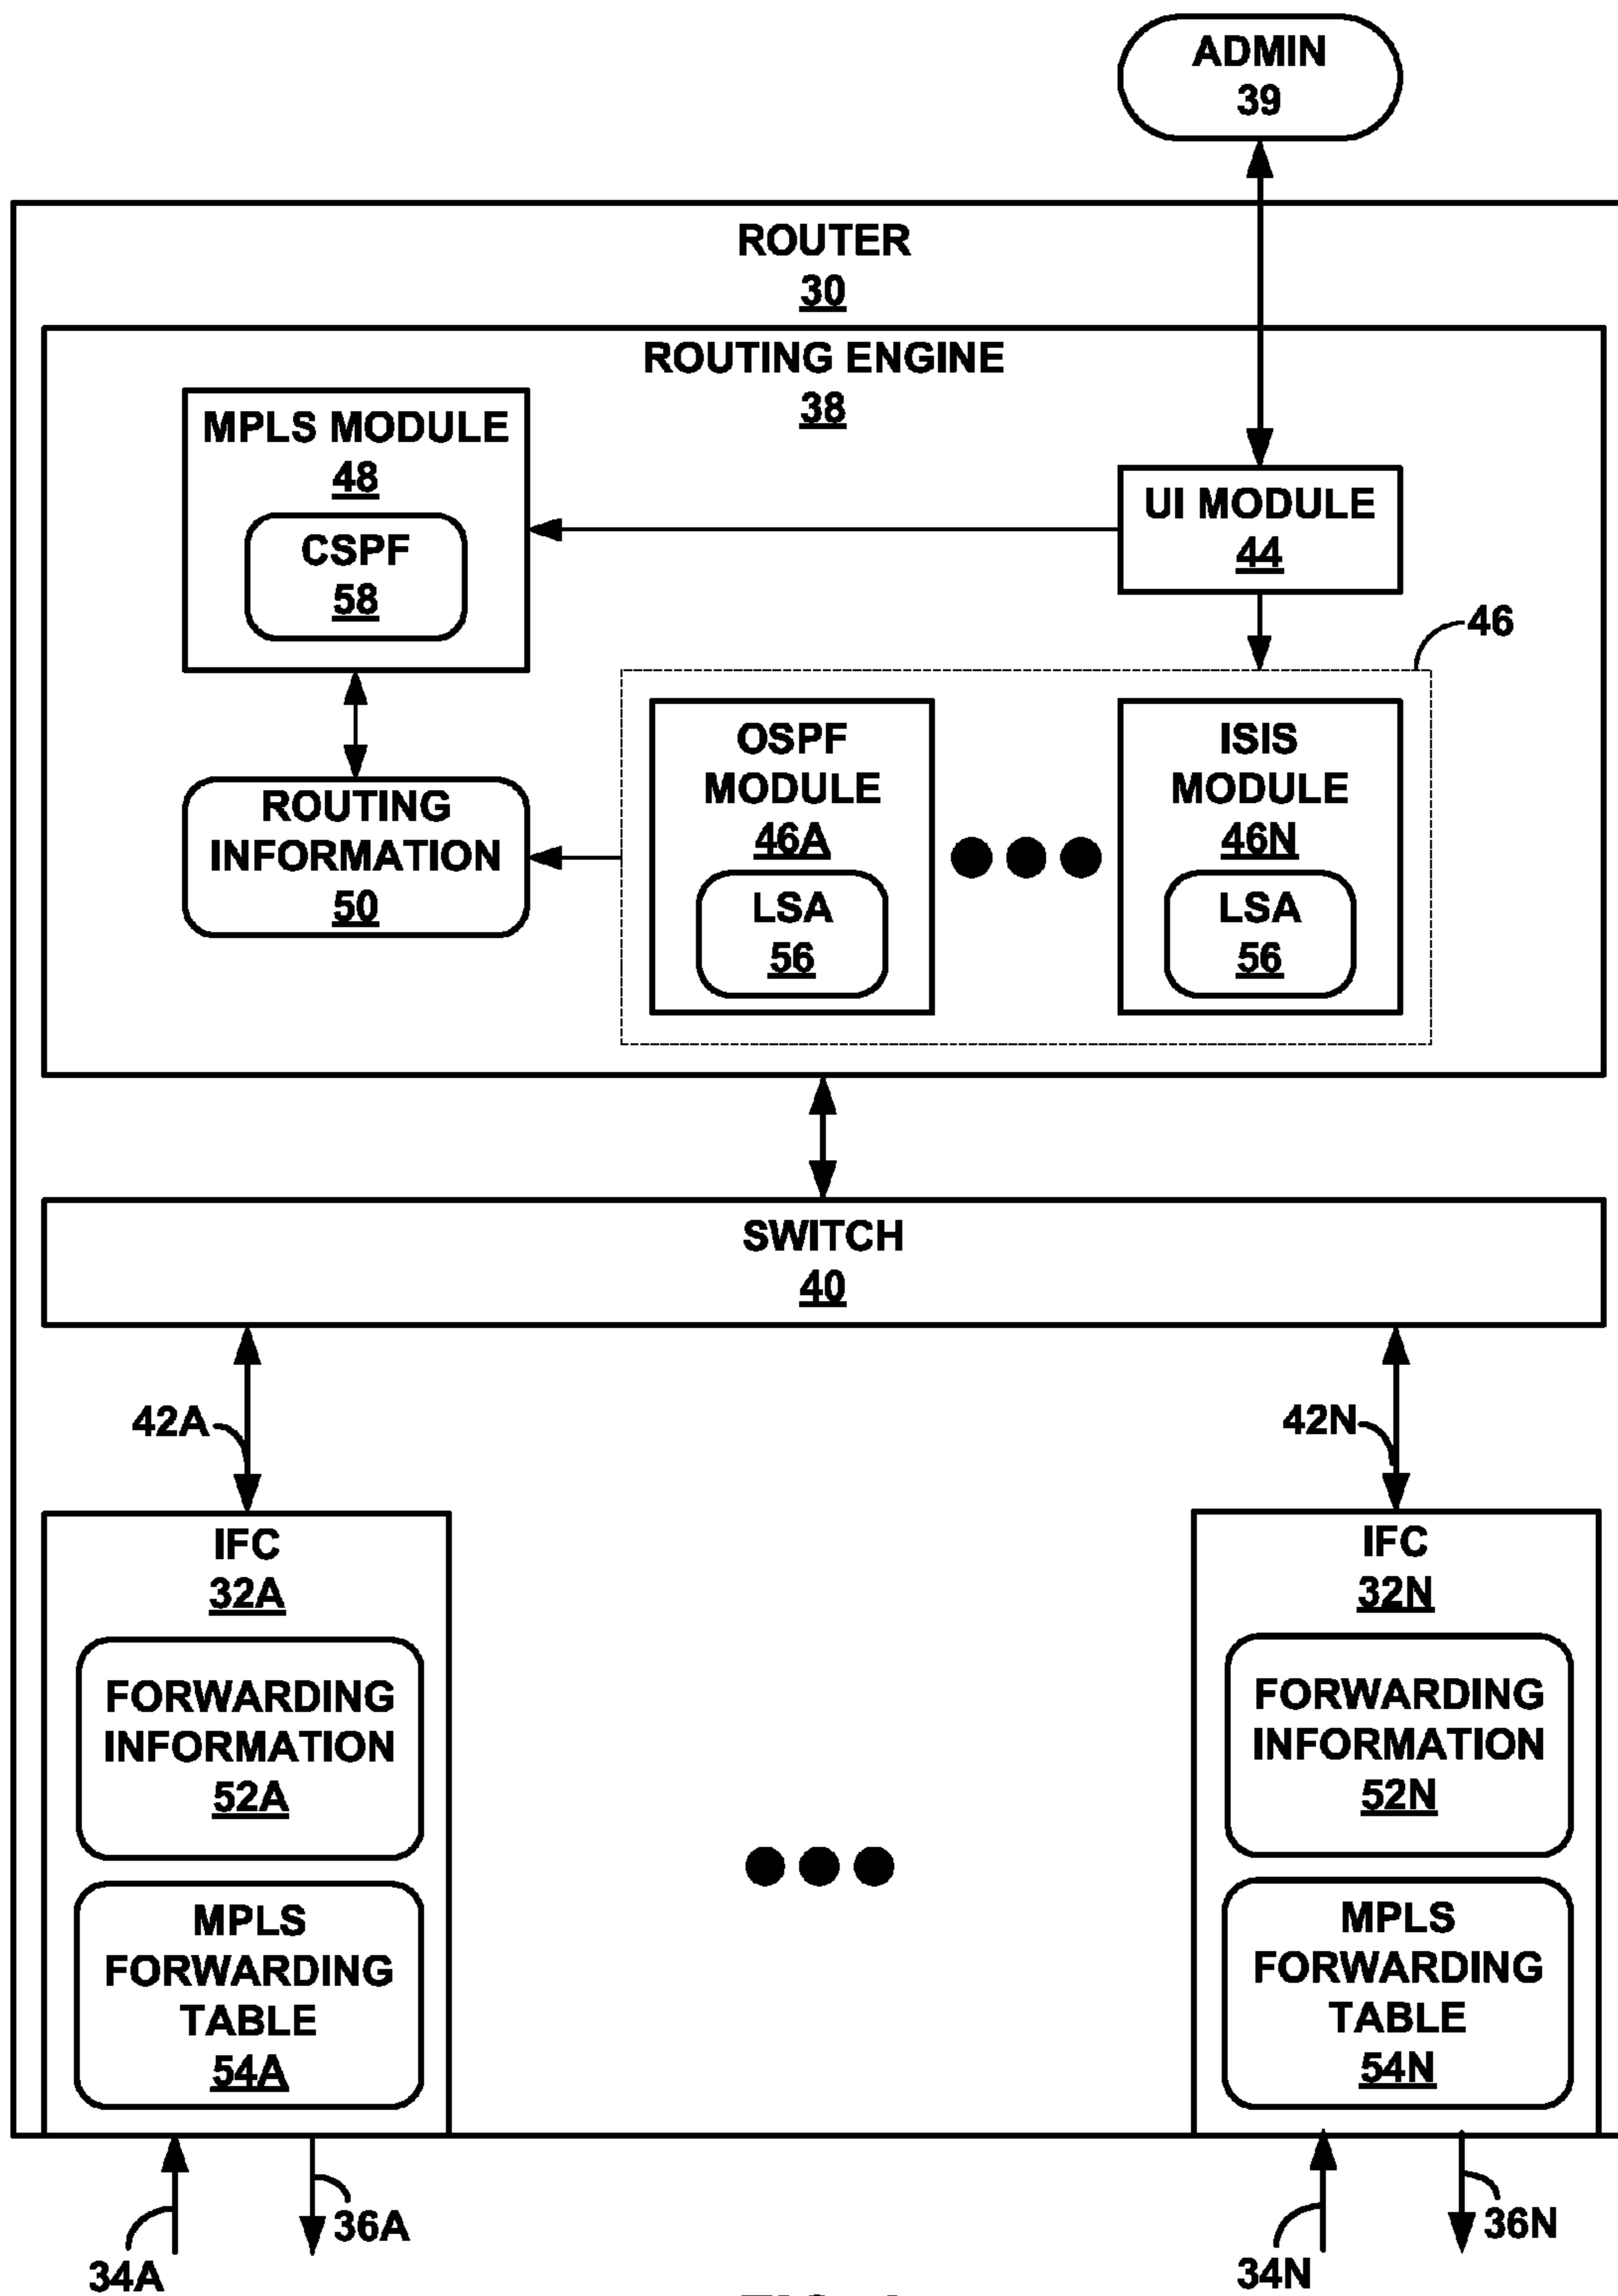 ADMIN
39
ROUTER
30
ROUTING ENGINE
38
MPLS MODULE
48
CSPF
58
UI MODULE
44
46
OSPF
MODULE
46A
LSA
56
ISIS
MODULE
46N
LSA
56
ROUTING
INFORMATION
50
SWITCH
40
42A
42N
IFC
32A
FORWARDING
INFORMATION
52A
MPLS
FORWARDING
TABLE
54A
IFC
32N
FORWARDING
INFORMATION
52N
MPLS
FORWARDING
TABLE
54N
34A
36A
34N
36N